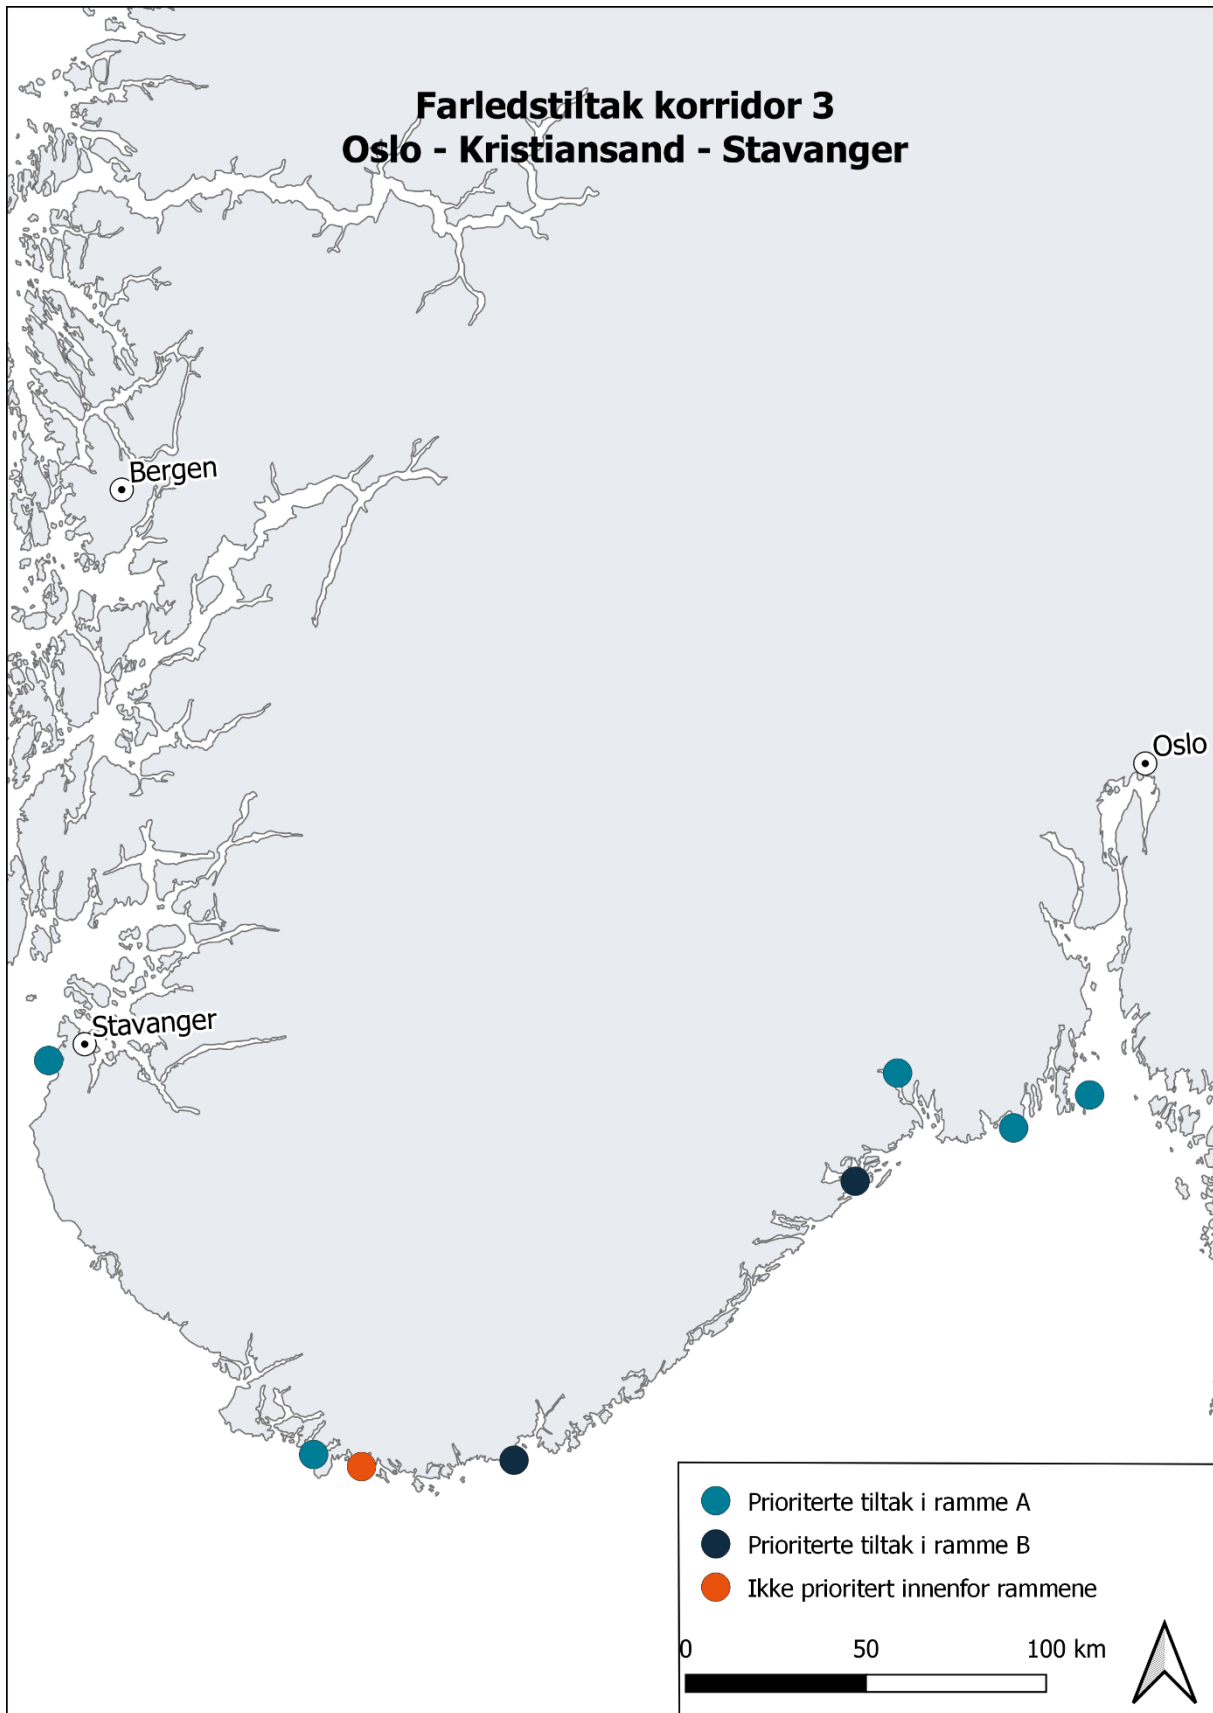 Farledstiltak korridor 3
Oslo - Kristiansand - Stavanger
Bergen
Oslo
Stavanger
Prioriterte tiltak i ramme A
Prioriterte tiltak i ramme B
Ikke prioritert innenfor rammene
0 50 100 km